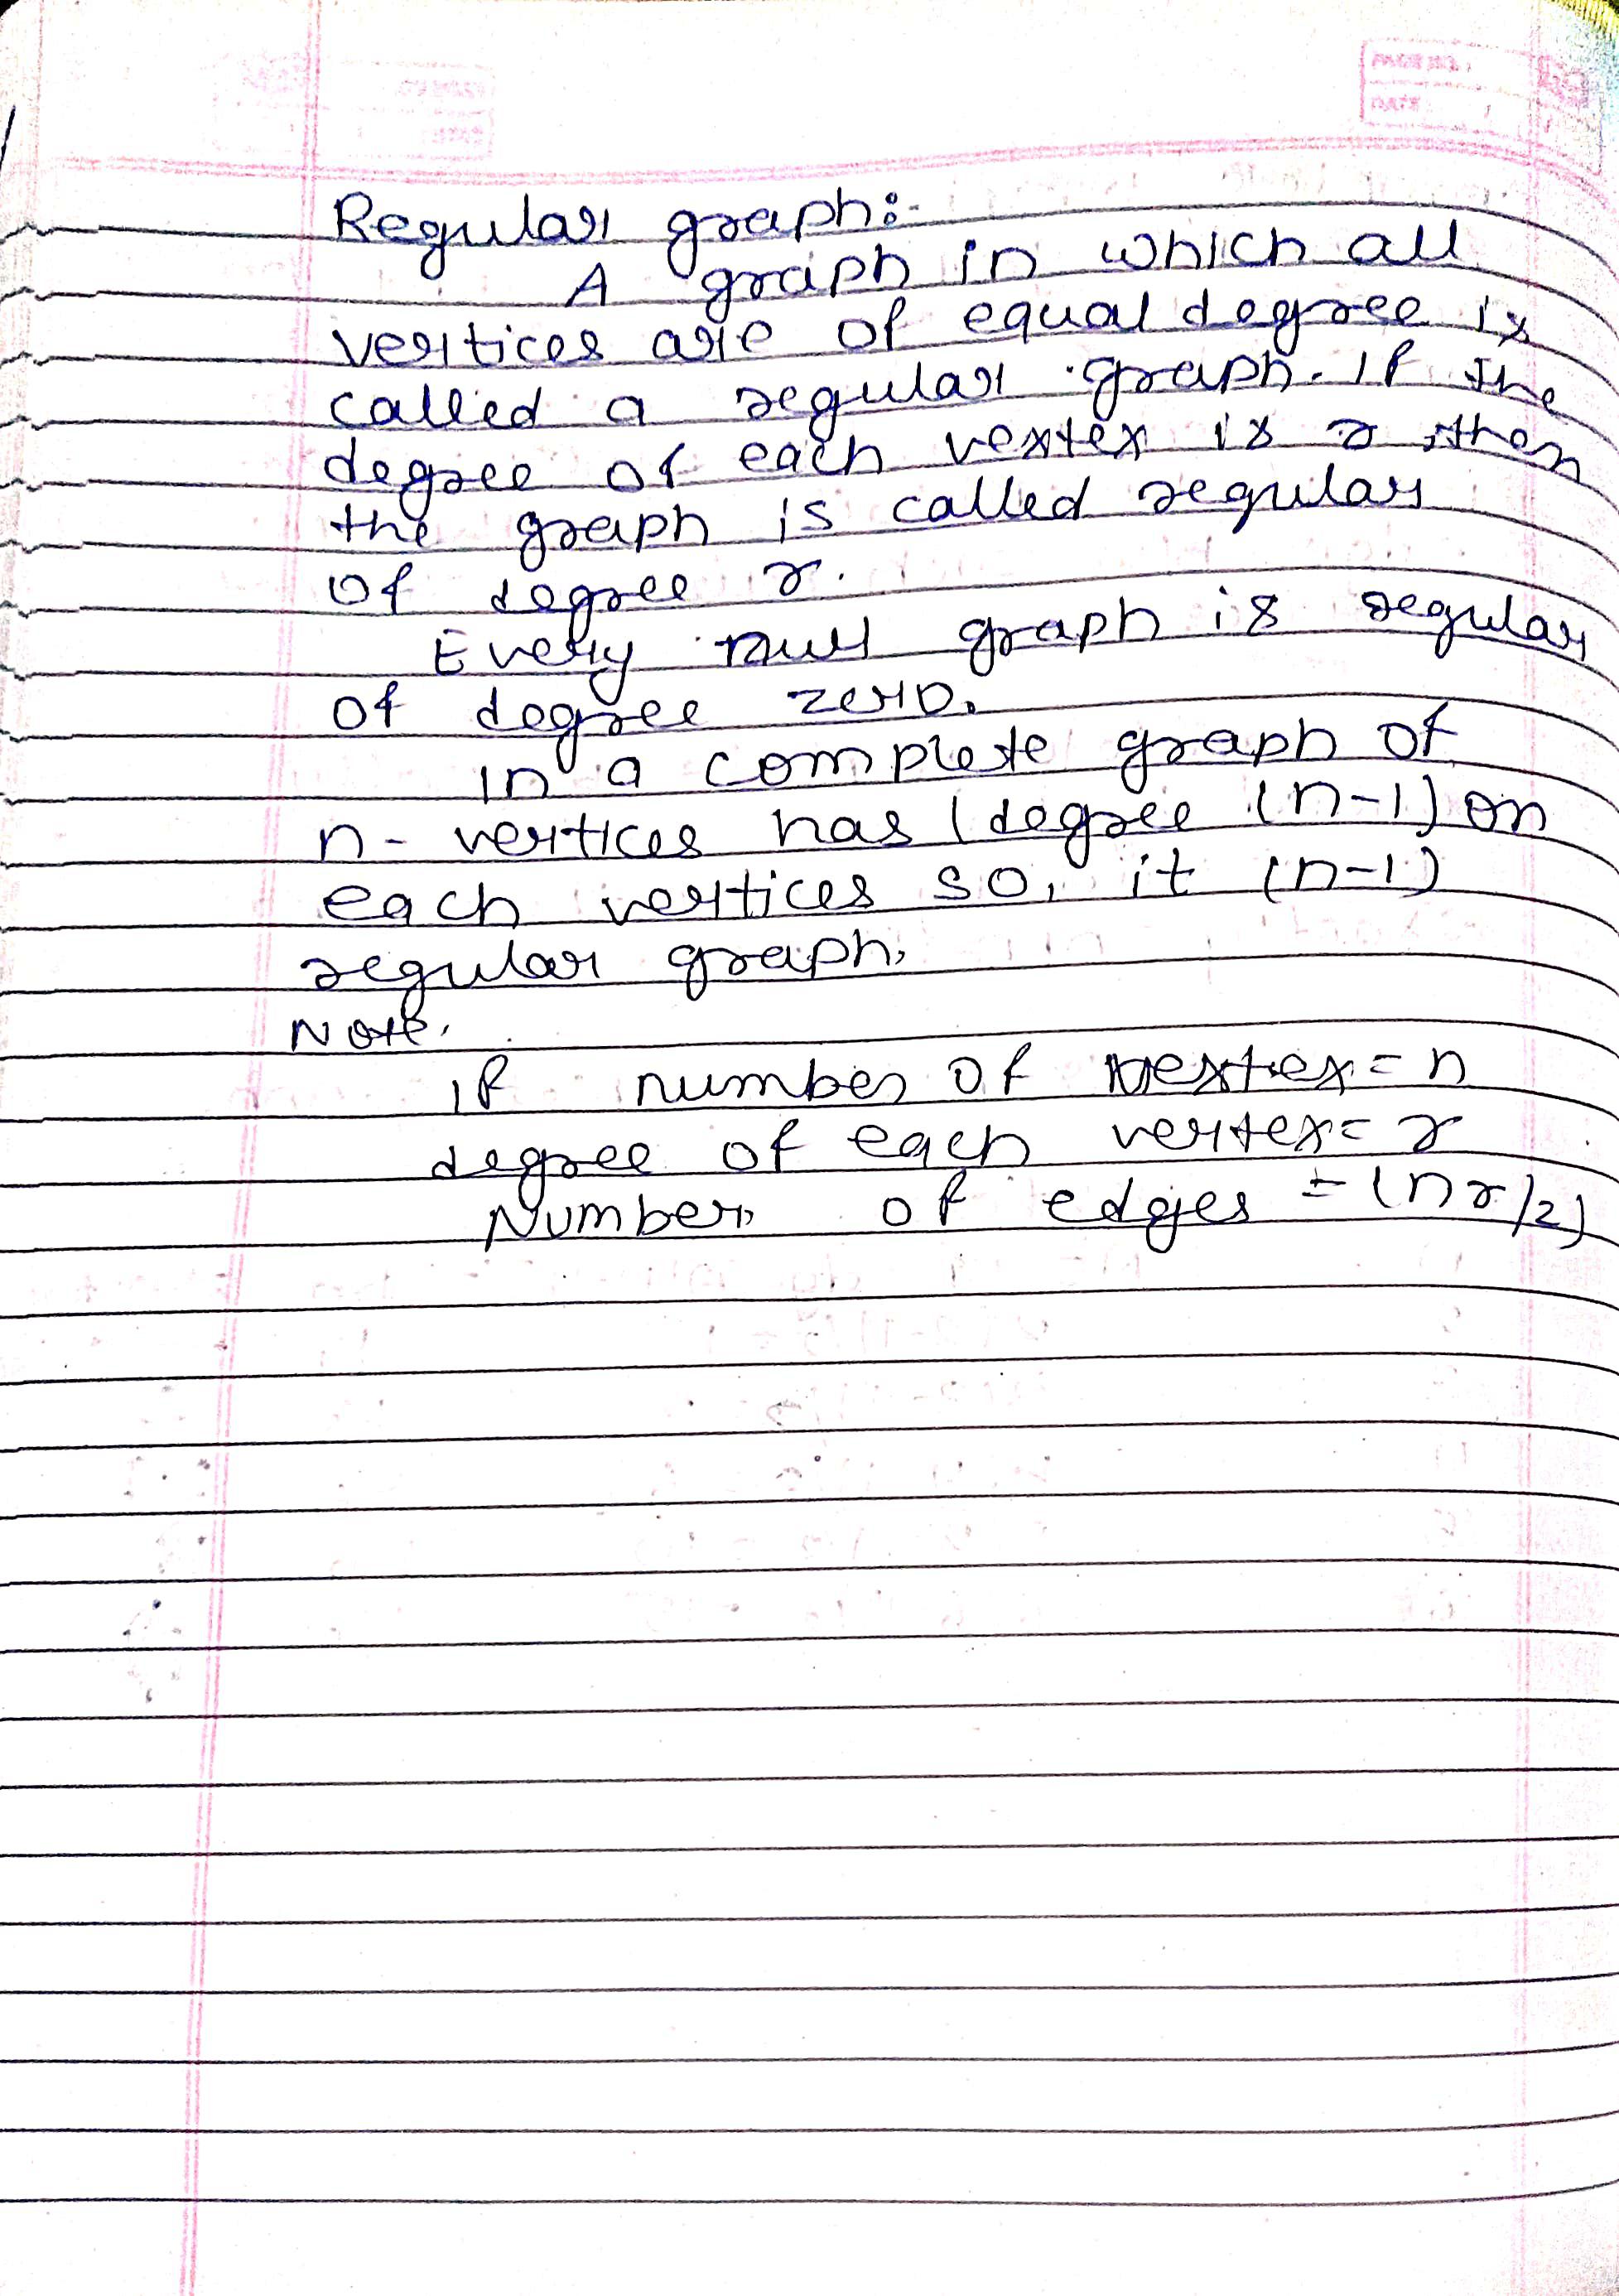 Regular graph:-
A graph in which all
vertices are of equal degree is
called a regular graph. If the
degree of each vertex is r then
the graph is called regular
of degree r.
Every null graph is regular
of degree zero.
In a complete graph of
n- vertices has (degree (n-1) on
each vertices so, it (n-1)
regular graph.
Note.
If number of vertex = n
degree of each vertex = r
Number of edges = (nr/2)